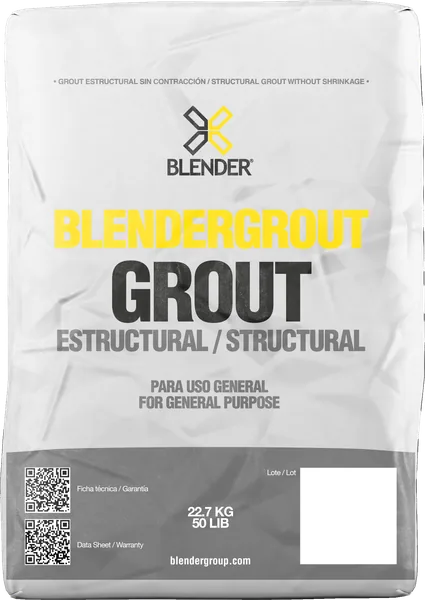 • GROUT ESTRUCTURAL SIN CONTRACCIÓN / STRUCTURAL GROUT WITHOUT SHRINKAGE •
BLENDER®
BLENDERGROUT
GROUT
ESTRUCTURAL / STRUCTURAL
PARA USO GENERAL
FOR GENERAL PURPOSE
Lote / Lot
Ficha técnica / Garantía
22.7 KG
50 LIB
Data Sheet / Warranty
blendergroup.com